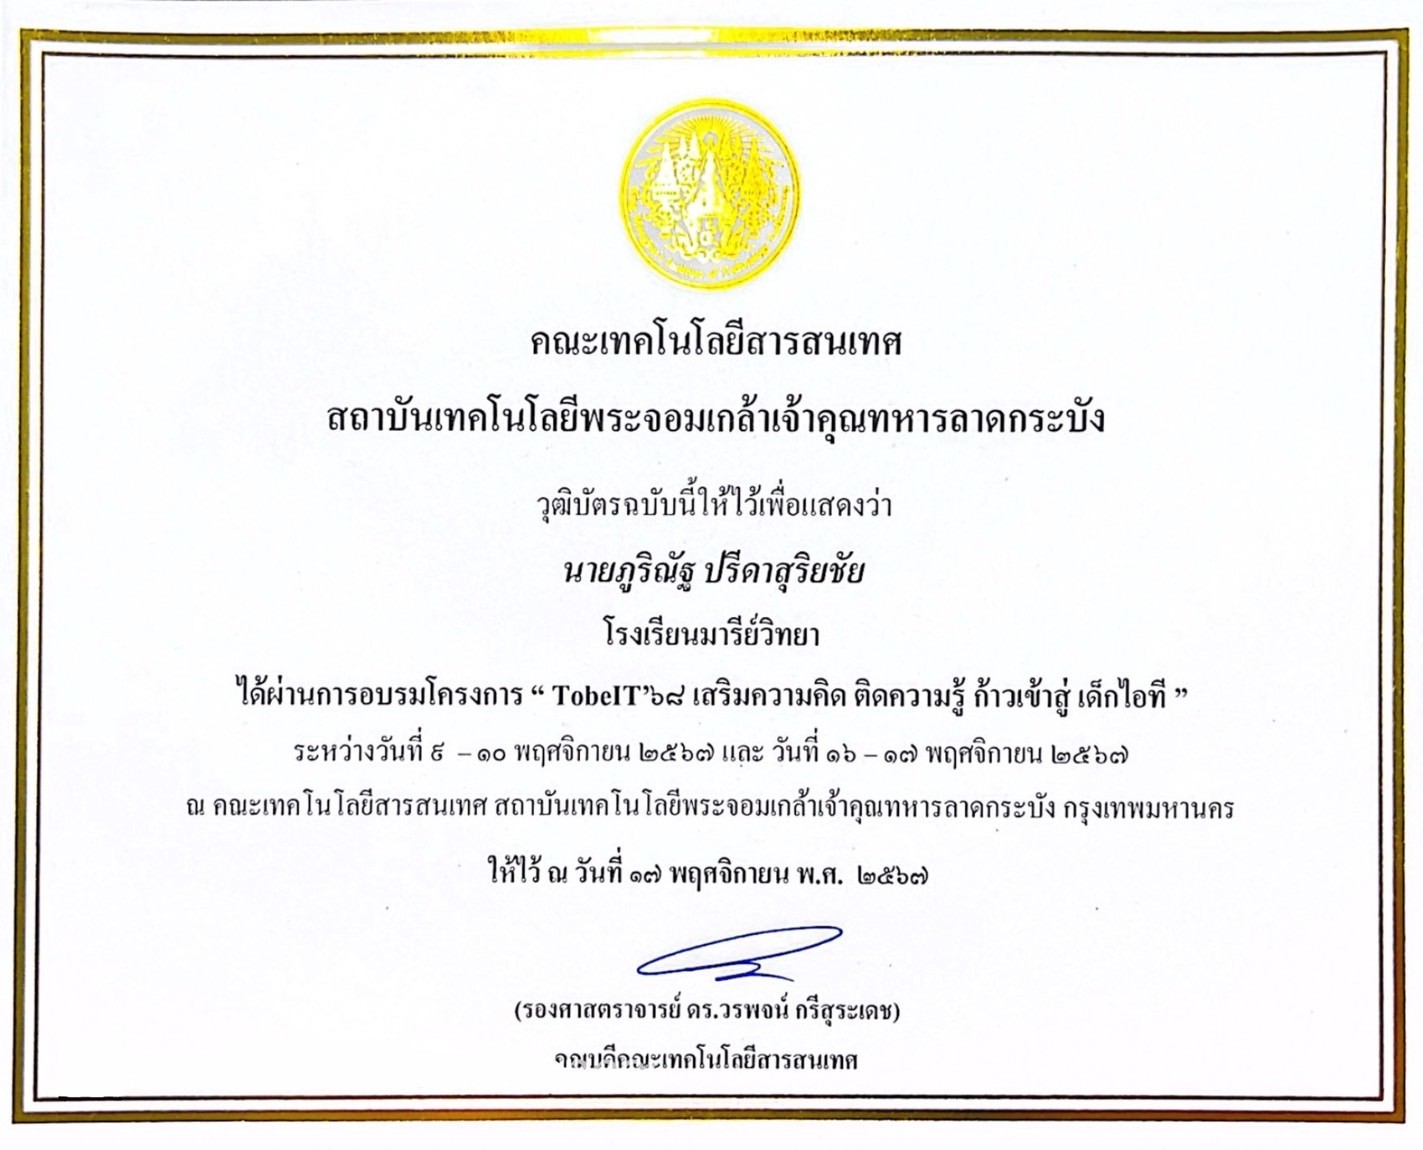 คณะเทคโนโลยีสารสนเทศ
สถาบันเทคโนโลยีพระจอมเกล้าเจ้าคุณทหารลาดกระบัง
วุฒิบัตรฉบับนี้ให้ไว้เพื่อแสดงว่า
นายภูริณัฐ ปรีดาสุริยชัย
โรงเรียนมารีย์วิทยา
ได้ผ่านการอบรมโครงการ “ TobeIT’๖๘ เสริมความคิด ติดความรู้ ก้าวเข้าสู่ เด็กไอที ”
ระหว่างวันที่ ๙ – ๑๐ พฤศจิกายน ๒๕๖๗ และ วันที่ ๑๖ – ๑๗ พฤศจิกายน ๒๕๖๗
ณ คณะเทคโนโลยีสารสนเทศ สถาบันเทคโนโลยีพระจอมเกล้าเจ้าคุณทหารลาดกระบัง กรุงเทพมหานคร
ให้ไว้ ณ วันที่ ๑๗ พฤศจิกายน พ.ศ. ๒๕๖๗
(รองศาสตราจารย์ ดร.วรพจน์ กรีสุระเดช)
คณบดีคณะเทคโนโลยีสารสนเทศ